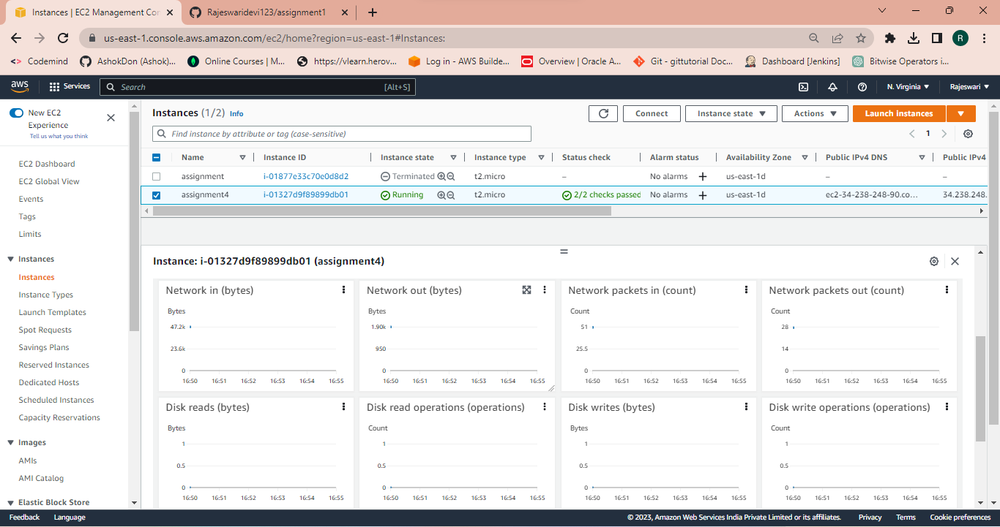 Instances | EC2 Management Con
Rajeswaridevi123/assignment1
us-east-1.console.aws.amazon.com/ec2/home?region=us-east-1#Instances:
R
<> Codemind
AshokDon (Ashok)...
Online Courses | M...
https://vlearn.herov...
Log in - AWS Builde...
Overview | Oracle A...
Git - gittutorial Doc...
Dashboard [Jenkins]
Bitwise Operators i...
aws
Services
Search
[Alt+S]
N. Virginia
Rajeswari
New EC2
Experience
Tell us what you think
EC2 Dashboard
EC2 Global View
Events
Tags
Limits
Instances
Instances
Instance Types
Launch Templates
Spot Requests
Savings Plans
Reserved Instances
Dedicated Hosts
Scheduled Instances
Capacity Reservations
Images
AMIs
AMI Catalog
Elastic Block Store
Instances (1/2) Info
Connect
Instance state
Actions
Launch instances
Find instance by attribute or tag (case-sensitive)
1
Name Instance ID Instance state Instance type Status check Alarm status Availability Zone Public IPv4 DNS Public IPv4
assignment i-01877e33c70e0d8d2 Terminated t2.micro – No alarms + us-east-1d – –
assignment4 i-01327d9f89899db01 Running t2.micro 2/2 checks passed No alarms + us-east-1d ec2-34-238-248-90.co... 34.238.248.
Instance: i-01327d9f89899db01 (assignment4)
Network in (bytes)
Bytes
47.2k
23.6k
0
16:50 16:51 16:52 16:53 16:54 16:55
Network out (bytes)
Bytes
1.90k
950
0
16:50 16:51 16:52 16:53 16:54 16:55
Network packets in (count)
Count
51
25.5
0
16:50 16:51 16:52 16:53 16:54 16:55
Network packets out (count)
Count
28
14
0
16:50 16:51 16:52 16:53 16:54 16:55
Disk reads (bytes)
Bytes
1
0.5
0
16:50 16:51 16:52 16:53 16:54 16:55
Disk read operations (operations)
Count
1
0.5
0
16:50 16:51 16:52 16:53 16:54 16:55
Disk writes (bytes)
Bytes
1
0.5
0
16:50 16:51 16:52 16:53 16:54 16:55
Disk write operations (operations)
Count
1
0.5
0
16:50 16:51 16:52 16:53 16:54 16:55
Feedback
Language
© 2023, Amazon Web Services India Private Limited or its affiliates.
Privacy
Terms
Cookie preferences